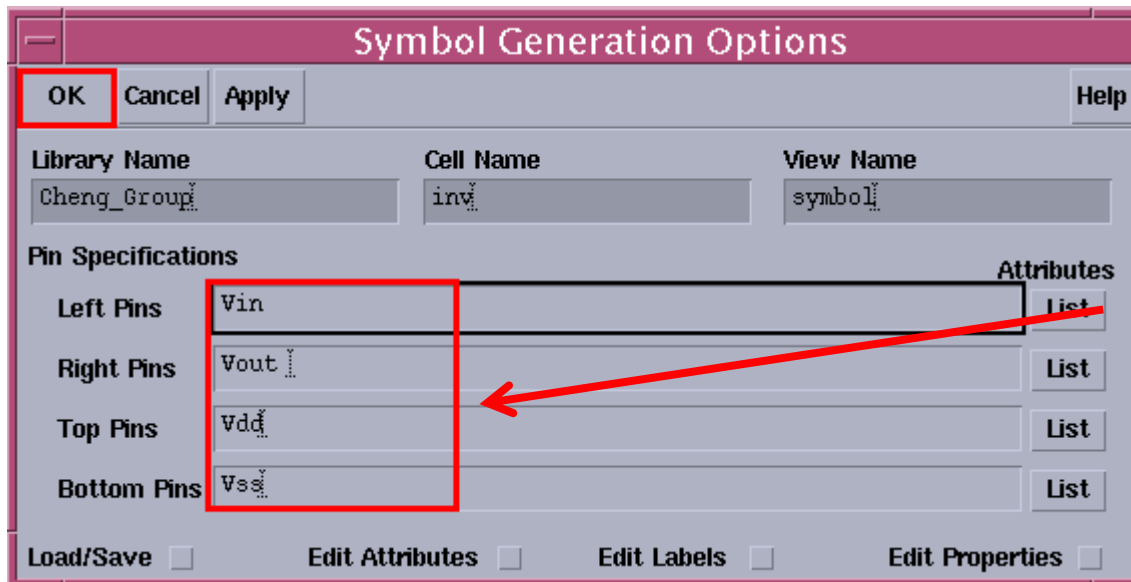 Symbol Generation Options
OK Cancel Apply Help
Library Name Cell Name View Name
Cheng_Group inv symbol
Pin Specifications
Attributes
Left Pins Vin List
Right Pins Vout List
Top Pins Vdd List
Bottom Pins Vss List
Load/Save Edit Attributes Edit Labels Edit Properties